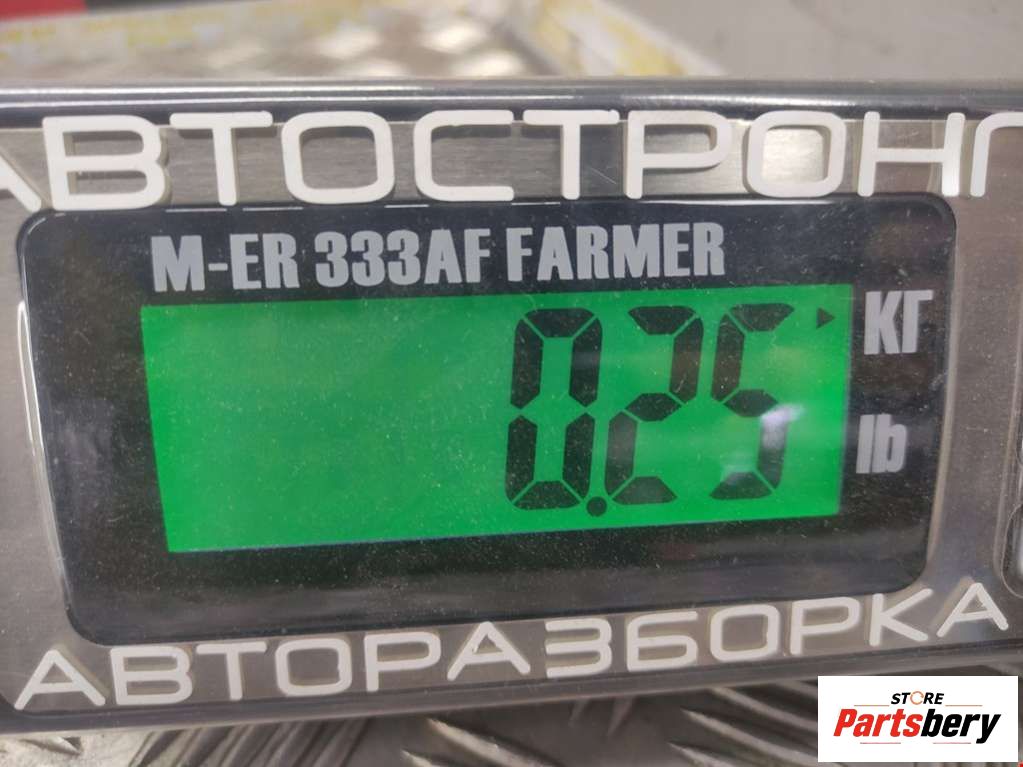 АВТОСТРОНГ
M-ER 333AF FARMER
0.25
КГ
lb
АВТОРАЗБОРКА
STORE
Partsbery